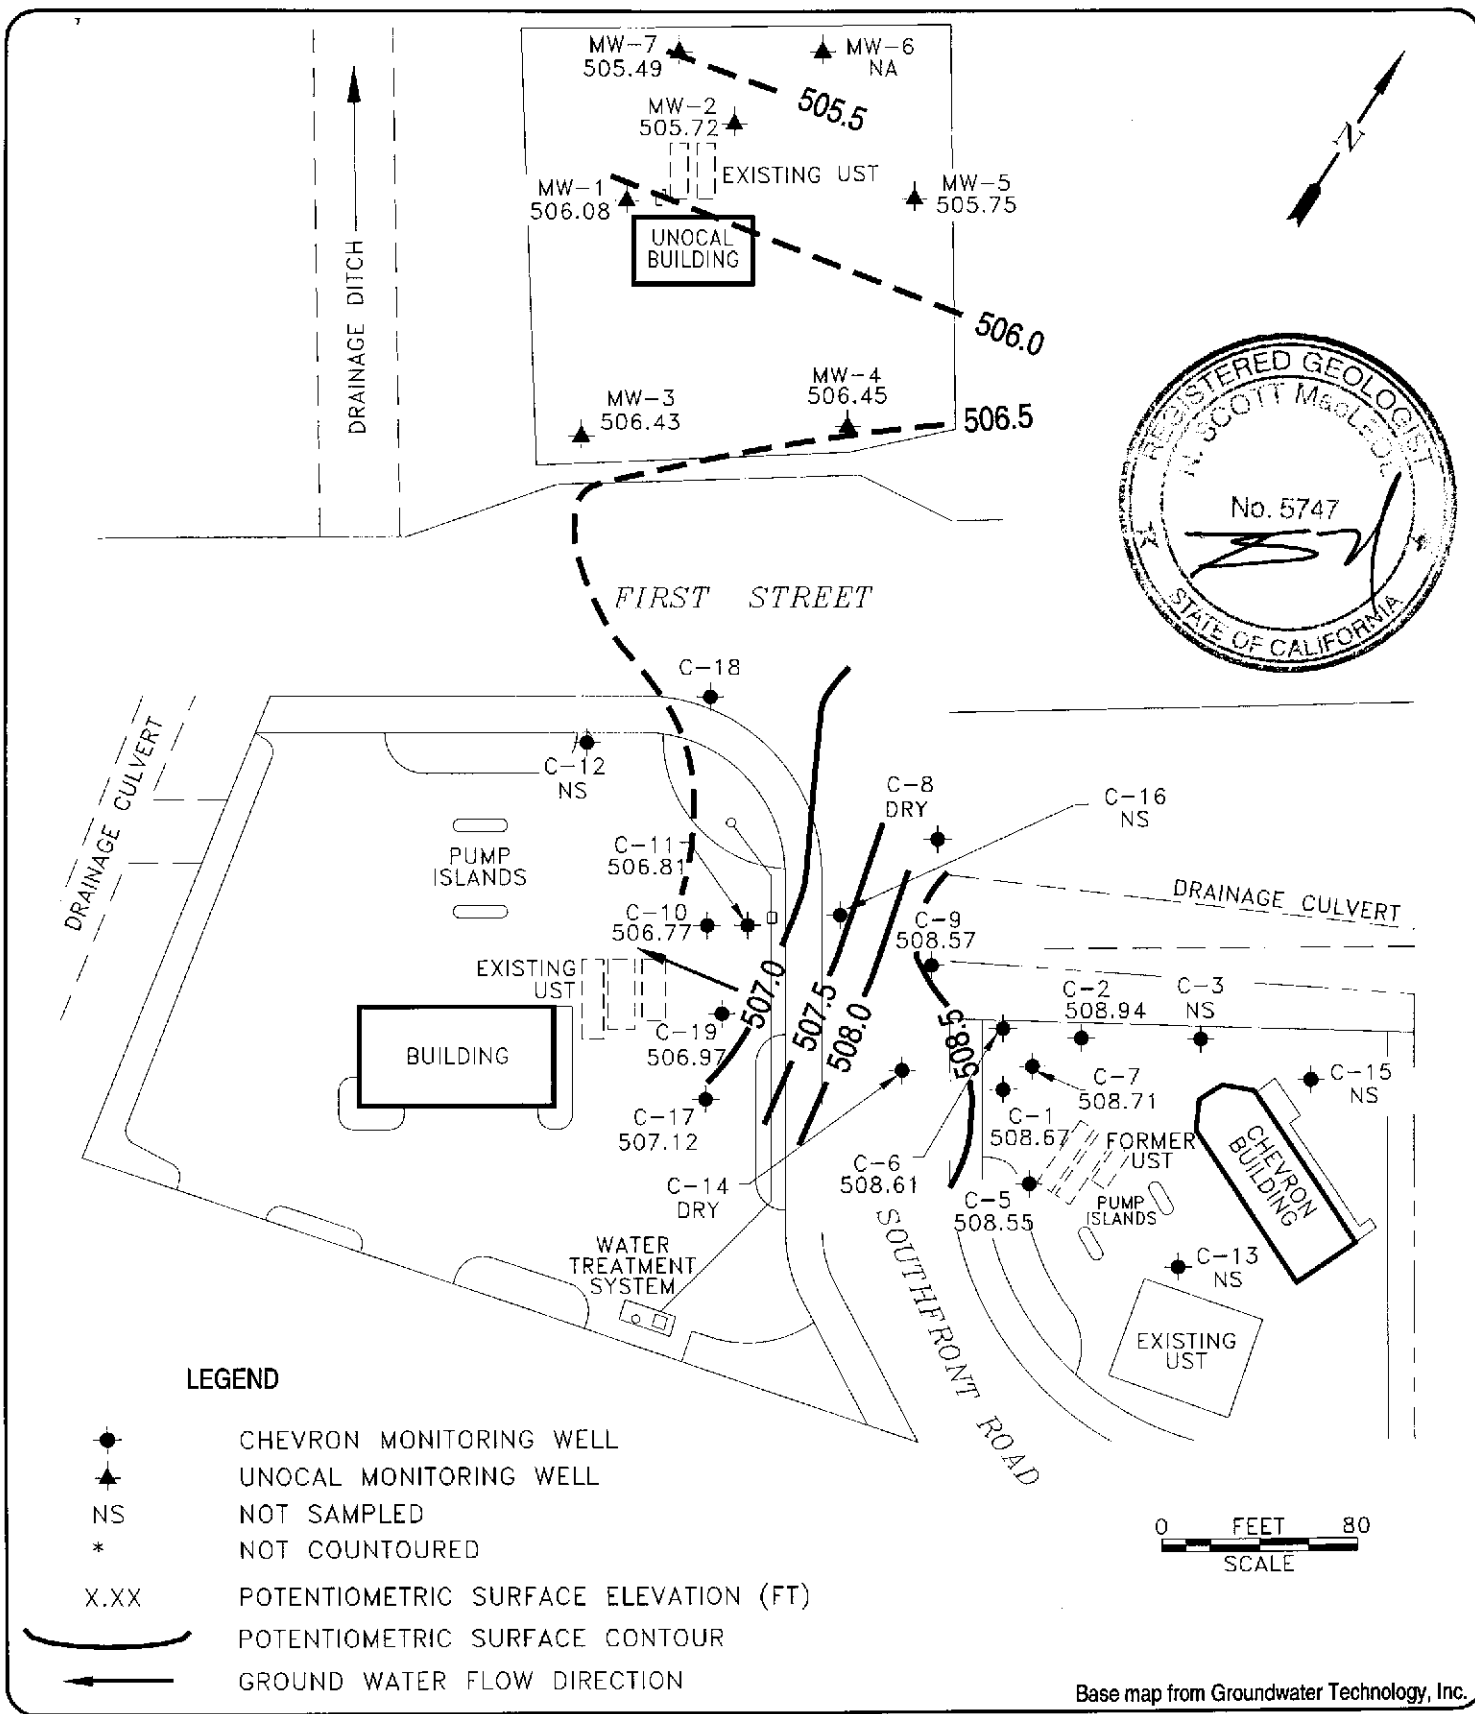 MW-7
505.49
MW-6
NA
505.5
MW-2
505.72
EXISTING UST
MW-1
506.08
MW-5
505.75
UNOCAL
BUILDING
DRAINAGE DITCH
506.0
N
MW-3
506.43
MW-4
506.45
506.5
REGISTERED GEOLOGIST
N. SCOTT MacLEOD
No. 5747
STATE OF CALIFORNIA
FIRST STREET
C-18
DRAINAGE CULVERT
C-12
NS
C-8
DRY
C-16
NS
PUMP
ISLANDS
C-11
506.81
DRAINAGE CULVERT
C-10
506.77
C-9
508.57
EXISTING
UST
507.0
507.5
508.0
508.5
C-2
508.94
C-3
NS
C-19
506.97
BUILDING
C-7
508.71
C-15
NS
C-17
507.12
C-1
508.67
FORMER
UST
CHEVRON
BUILDING
C-14
DRY
C-6
508.61
C-5
508.55
PUMP
ISLANDS
WATER
TREATMENT
SYSTEM
SOUTHFRONT ROAD
C-13
NS
EXISTING
UST
LEGEND
CHEVRON MONITORING WELL
UNOCAL MONITORING WELL
NS NOT SAMPLED
* NOT COUNTOURED
X.XX POTENTIOMETRIC SURFACE ELEVATION (FT)
POTENTIOMETRIC SURFACE CONTOUR
GROUND WATER FLOW DIRECTION
0 FEET 80
SCALE
Base map from Groundwater Technology, Inc.